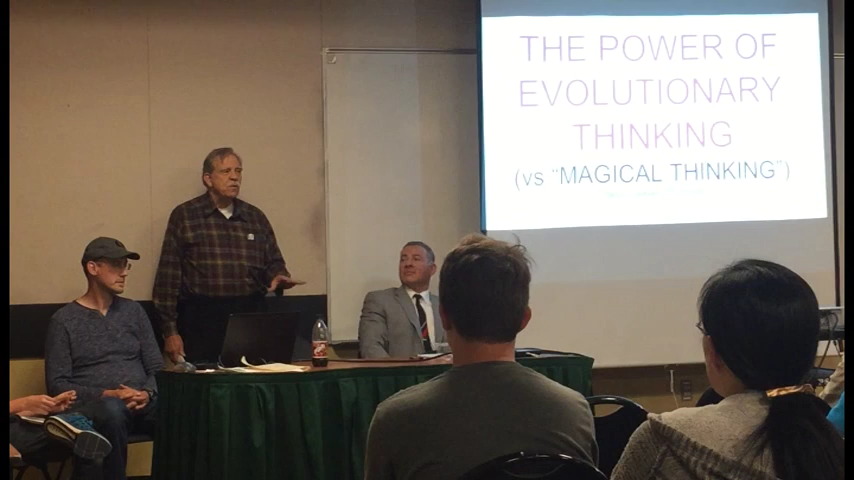 THE POWER OF
EVOLUTIONARY
THINKING
(vs "MAGICAL THINKING")